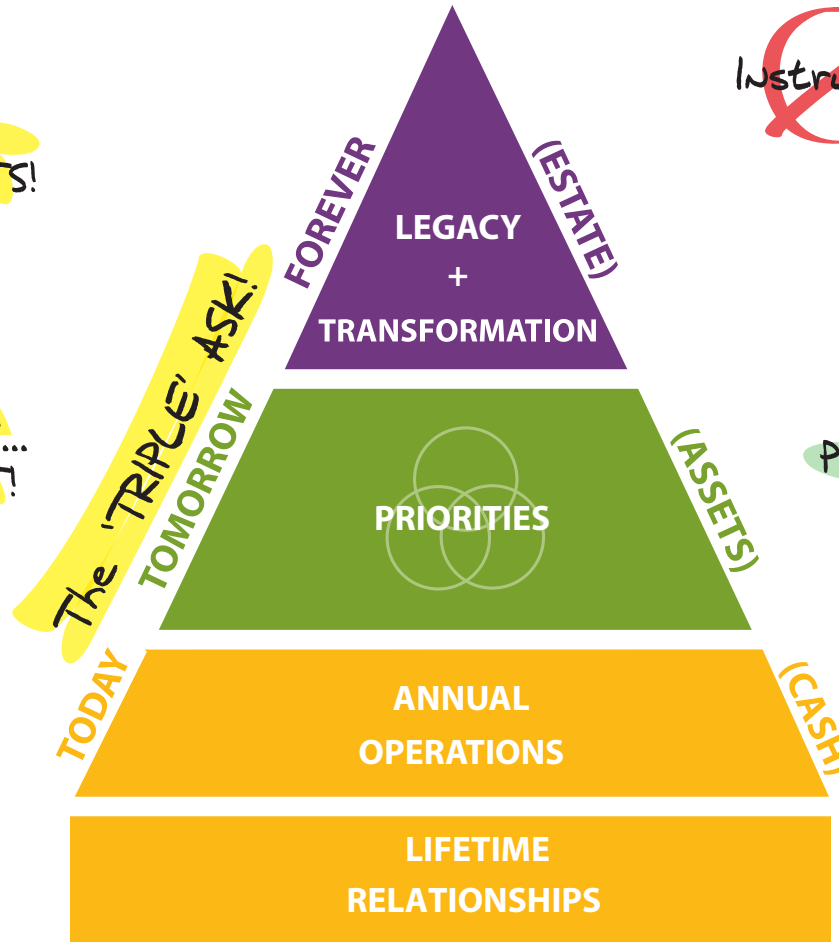 FOREVER
(ESTATE)
LEGACY
+
TRANSFORMATION
The 'TRIPLE' ASK!
TOMORROW
(ASSETS)
PRIORITIES
TODAY
(CASH)
ANNUAL
OPERATIONS
LIFETIME
RELATIONSHIPS